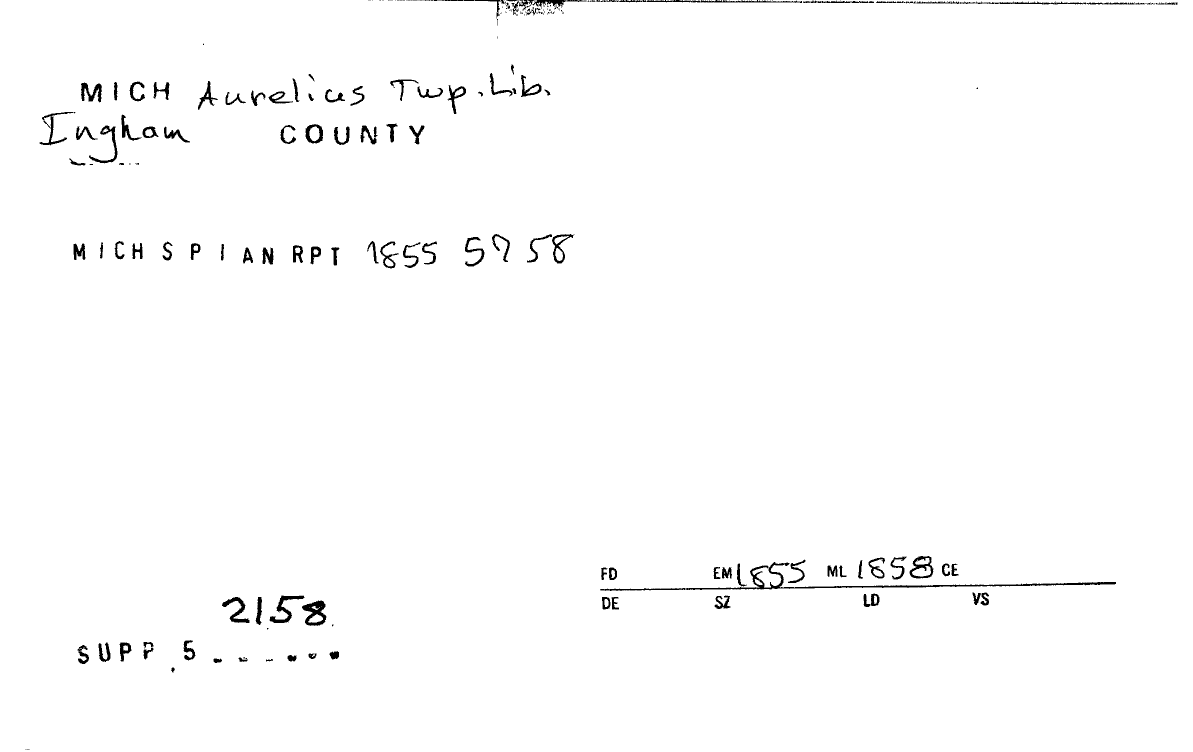 MICH Aurelius Twp. Lib.
Ingham COUNTY
MICH S P I AN RPT 1855 57 58
FD EM 1855 ML 1858 CE
DE SZ LD VS
2158
SUPP. 5